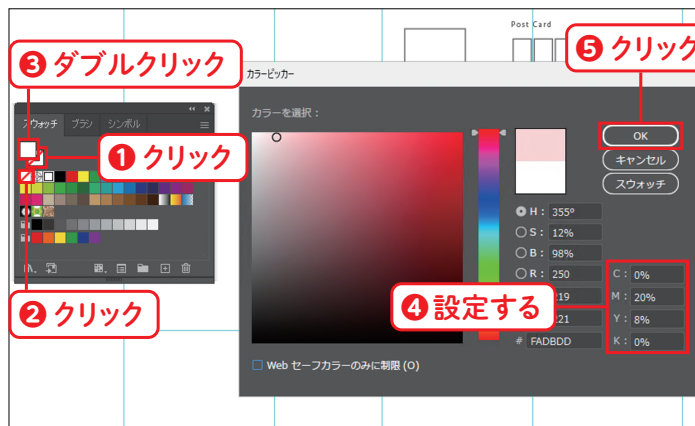 Post Card
❺ クリック
❸ ダブルクリック
カラーピッカー
スウォッチ ブラシ シンボル
カラーを選択：
❶ クリック
OK
キャンセル
スウォッチ
H： 355°
S： 12%
B： 98%
R： 250
219
221
# FADBDD
C： 0%
M： 20%
Y： 8%
K： 0%
❹ 設定する
❷ クリック
Web セーフカラーのみに制限 (O)